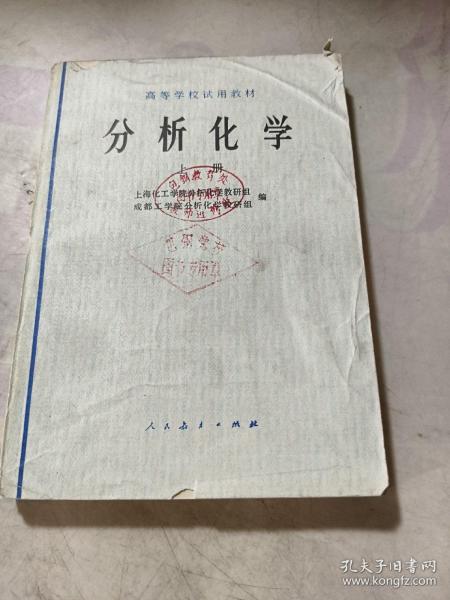 高等学校试用教材
分析化学
上 册
上海化工学院分析化学教研组
成都工学院分析化学教研组
编
人民教育出版社
孔夫子旧书网
www.kongfz.com